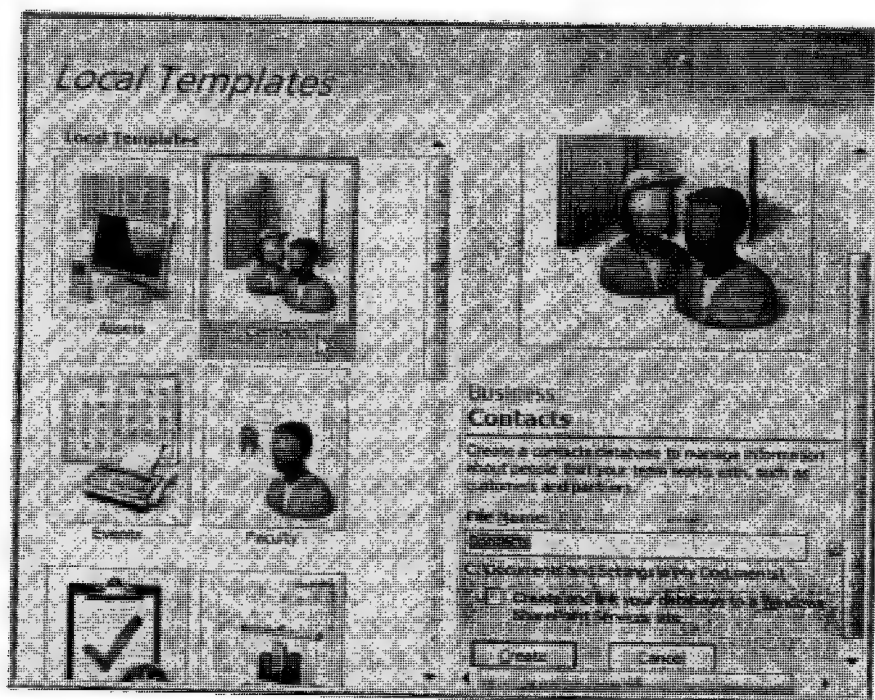 Local Templates
Local Templates
Assets
Contacts
Events
Faculty
Business
Contacts
Create a contacts database to manage information
about people that your team works with, such as
customers and partners.
File Name:
C:\Documents and Settings\My Documents\
Create and link your database to a Windows
SharePoint Services site
Create
Cancel